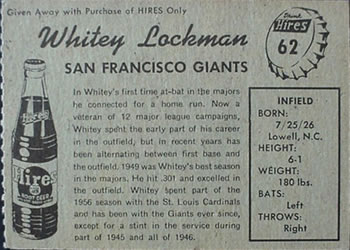 Given Away with Purchase of HIRES Only
Drink
Hires
62
Whitey Lockman
SAN FRANCISCO GIANTS
In Whitey's first time at-bat in the majors
he connected for a home run. Now a
veteran of 12 major league campaigns,
Whitey spent the early part of his career
in the outfield, but in recent years has
been alternating between first base and
the outfield. 1949 was Whitey's best season
in the majors. He hit .301 and excelled in
the outfield. Whitey spent part of the
1956 season with the St. Louis Cardinals
and has been with the Giants ever since,
except for a stint in the service during
part of 1945 and all of 1946.
Hires
ROOT BEER
INFIELD
BORN:
7/25/26
Lowell, N.C.
HEIGHT:
6-1
WEIGHT:
180 lbs.
BATS:
Left
THROWS:
Right